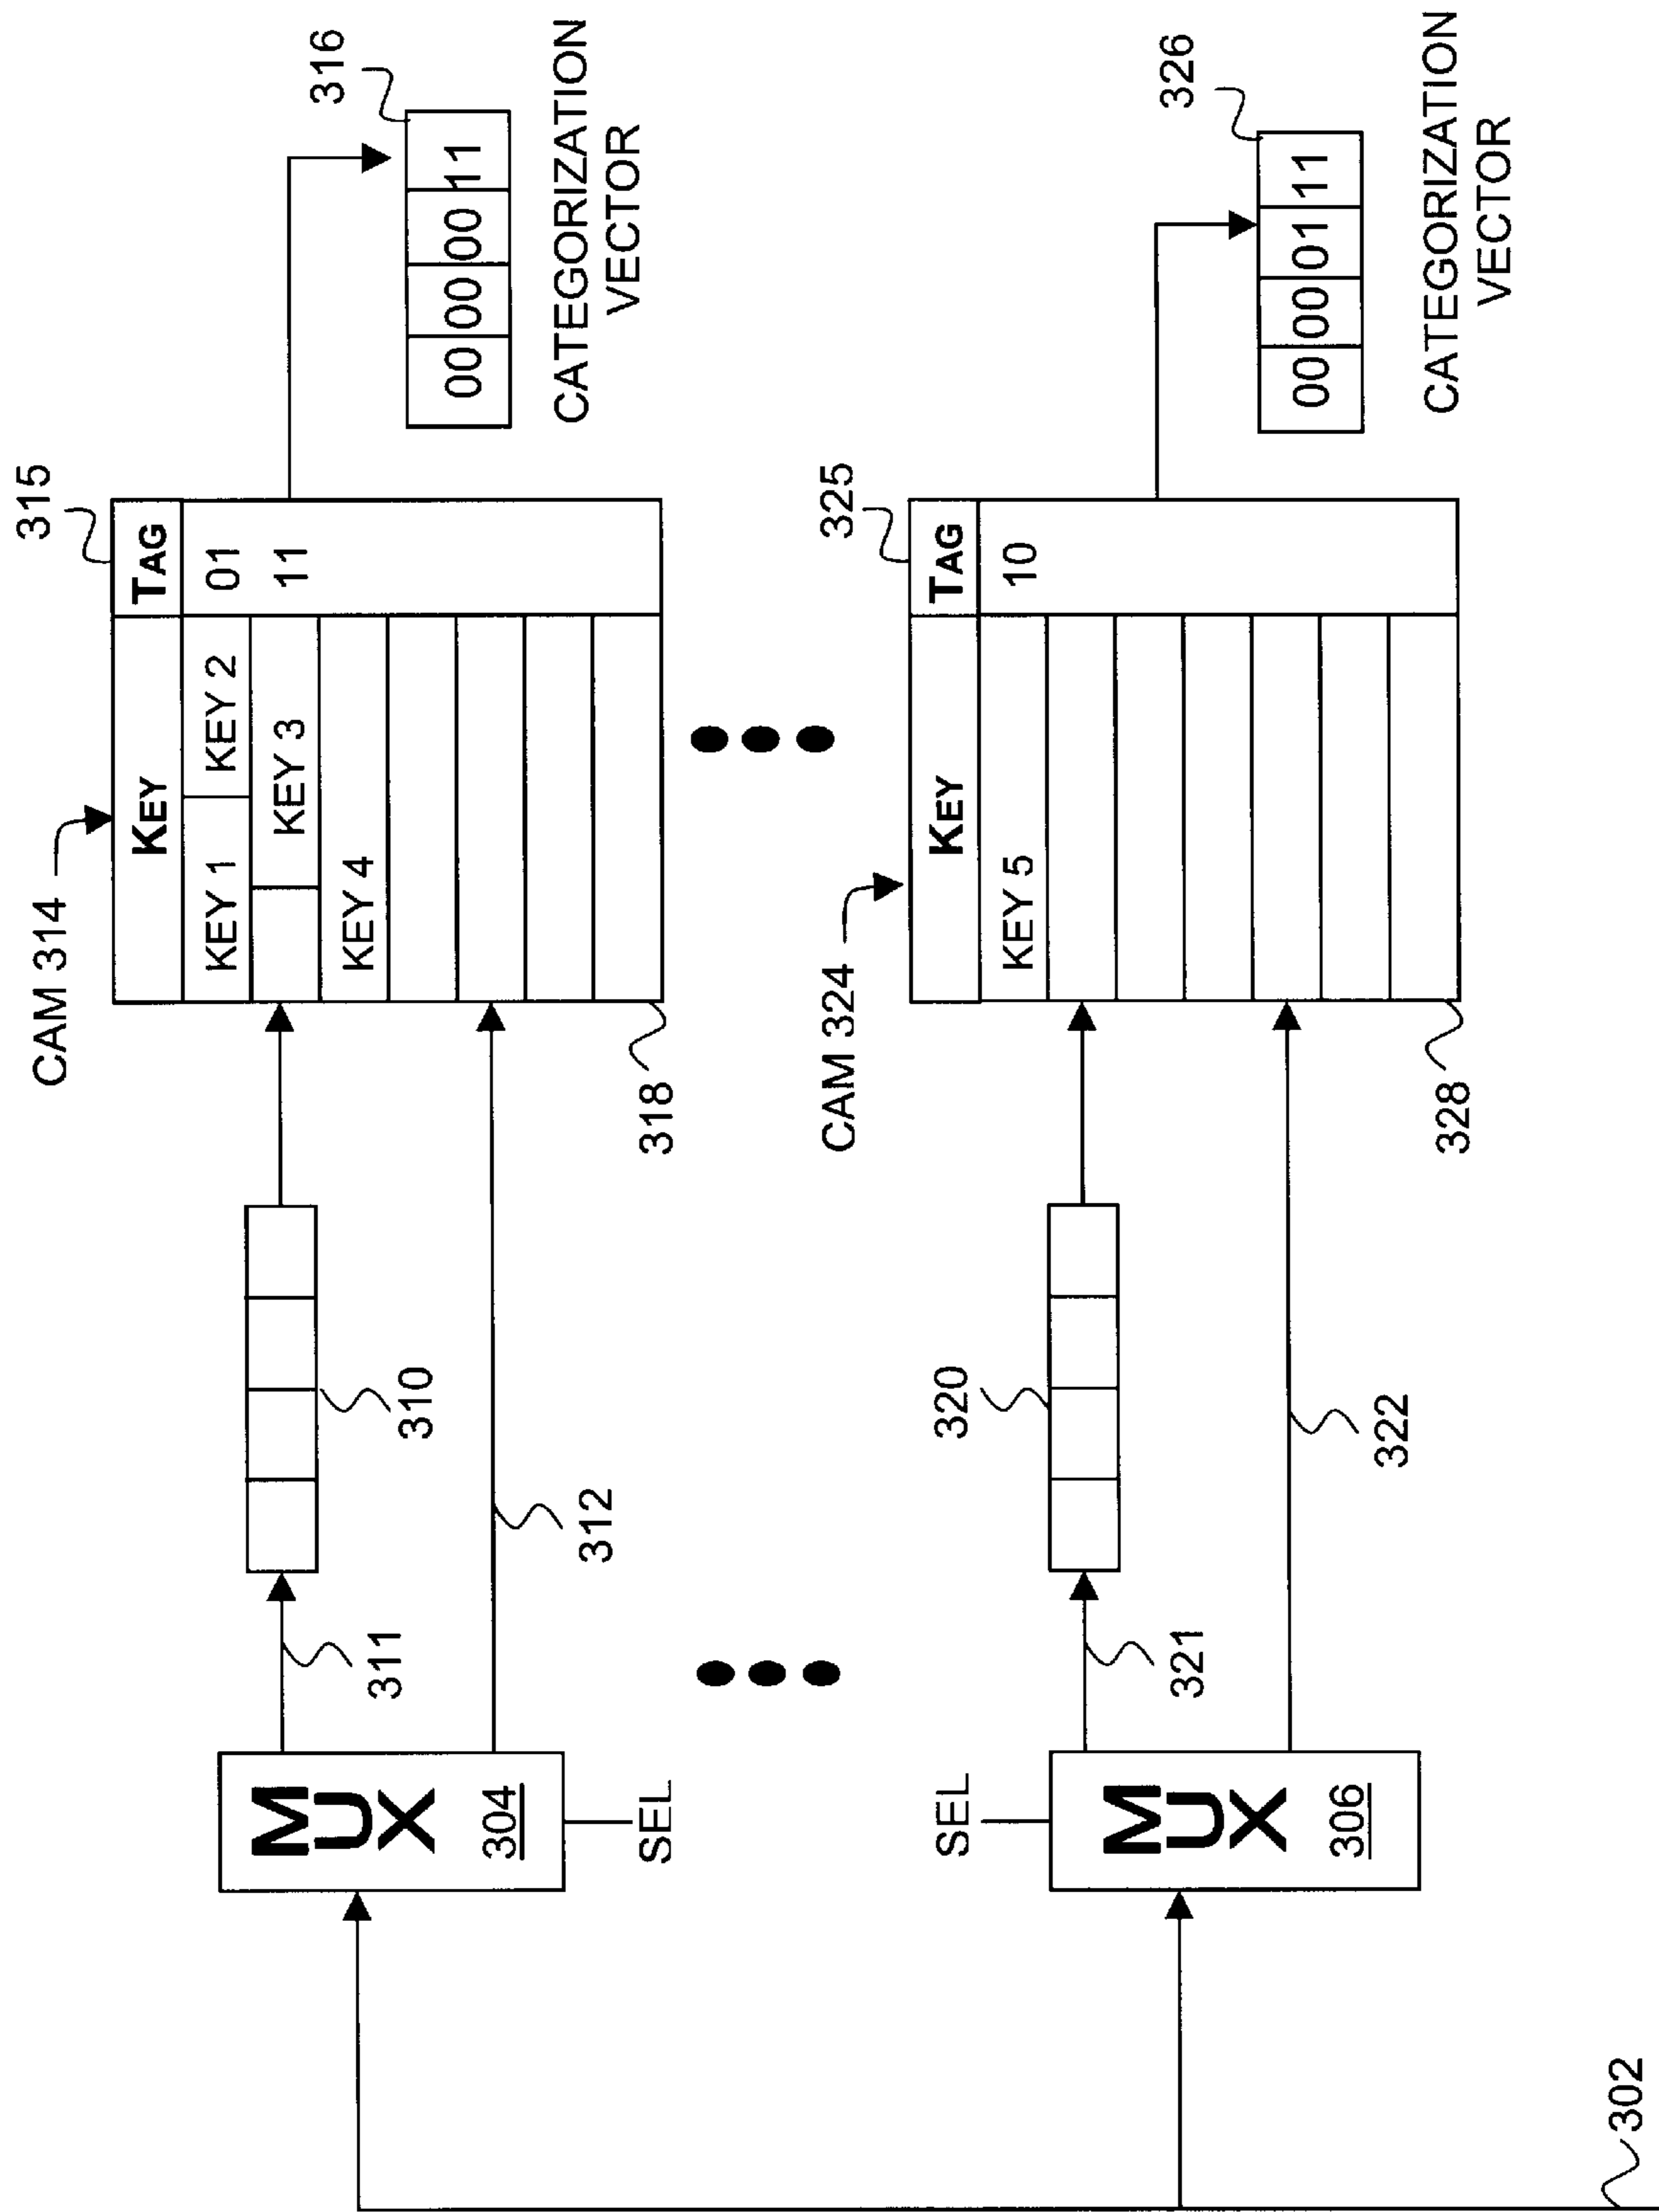 316
315
CAM 314
KEY TAG
KEY 1 KEY 2 01
KEY 3 11
KEY 4
00 00 00 11
CATEGORIZATION
VECTOR
311
310
312
318
MUX
304
SEL
326
325
CAM 324
KEY TAG
KEY 5 10
00 00 01 11
CATEGORIZATION
VECTOR
320
321
322
328
SEL
MUX
306
302